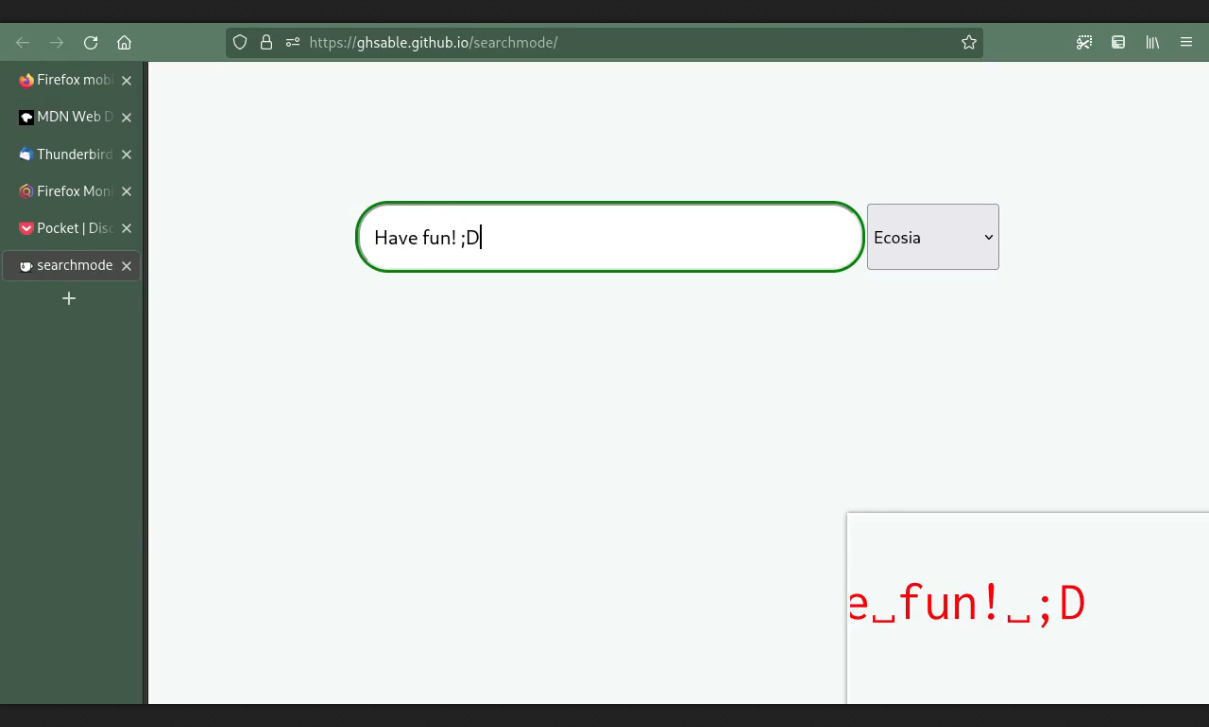 https://ghsable.github.io/searchmode/
Firefox mobi
MDN Web D
Thunderbird
Firefox Moni
Pocket | Disc
searchmode
Have fun! ;D
Ecosia
e␣fun!␣;D